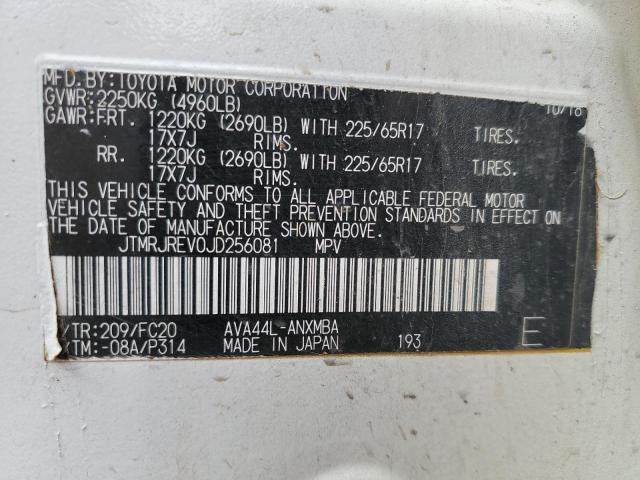 MFD.BY:TOYOTA MOTOR CORPORATION 10/18
GVWR:2250KG (4960LB)
GAWR:FRT. 1220KG (2690LB) WITH 225/65R17 TIRES.
17X7J RIMS.
RR. 1220KG (2690LB) WITH 225/65R17 TIRES.
17X7J RIMS.
THIS VEHICLE CONFORMS TO ALL APPLICABLE FEDERAL MOTOR
VEHICLE SAFETY AND THEFT PREVENTION STANDARDS IN EFFECT ON
THE DATE OF MANUFACTURE SHOWN ABOVE.
JTMRJREV0JD256081 MPV
/TR:209/FC20 AVA44L-ANXMBA
/TM:-08A/P314 MADE IN JAPAN 193 E